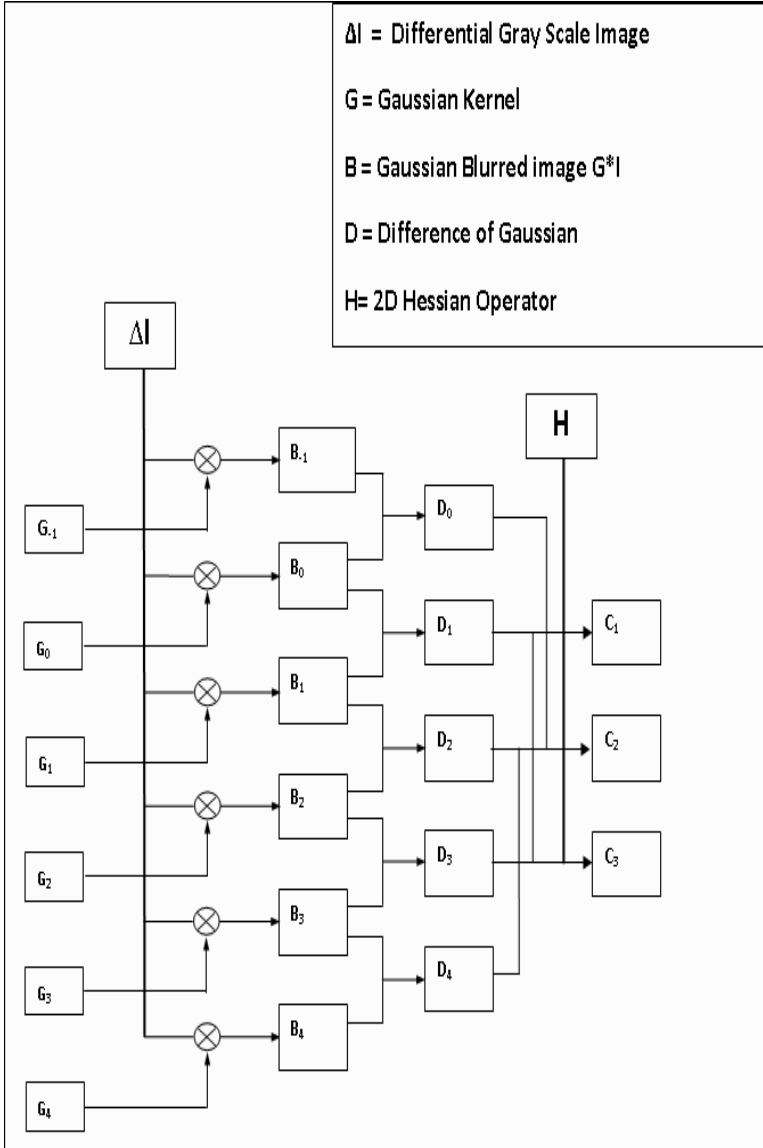 ΔI = Differential Gray Scale Image
G = Gaussian Kernel
B = Gaussian Blurred image G*I
D = Difference of Gaussian
H= 2D Hessian Operator
ΔI
H
B-1
D0
G-1
B0
D1
C1
G0
B1
D2
C2
G1
B2
D3
C3
G2
B3
D4
G3
B4
G4